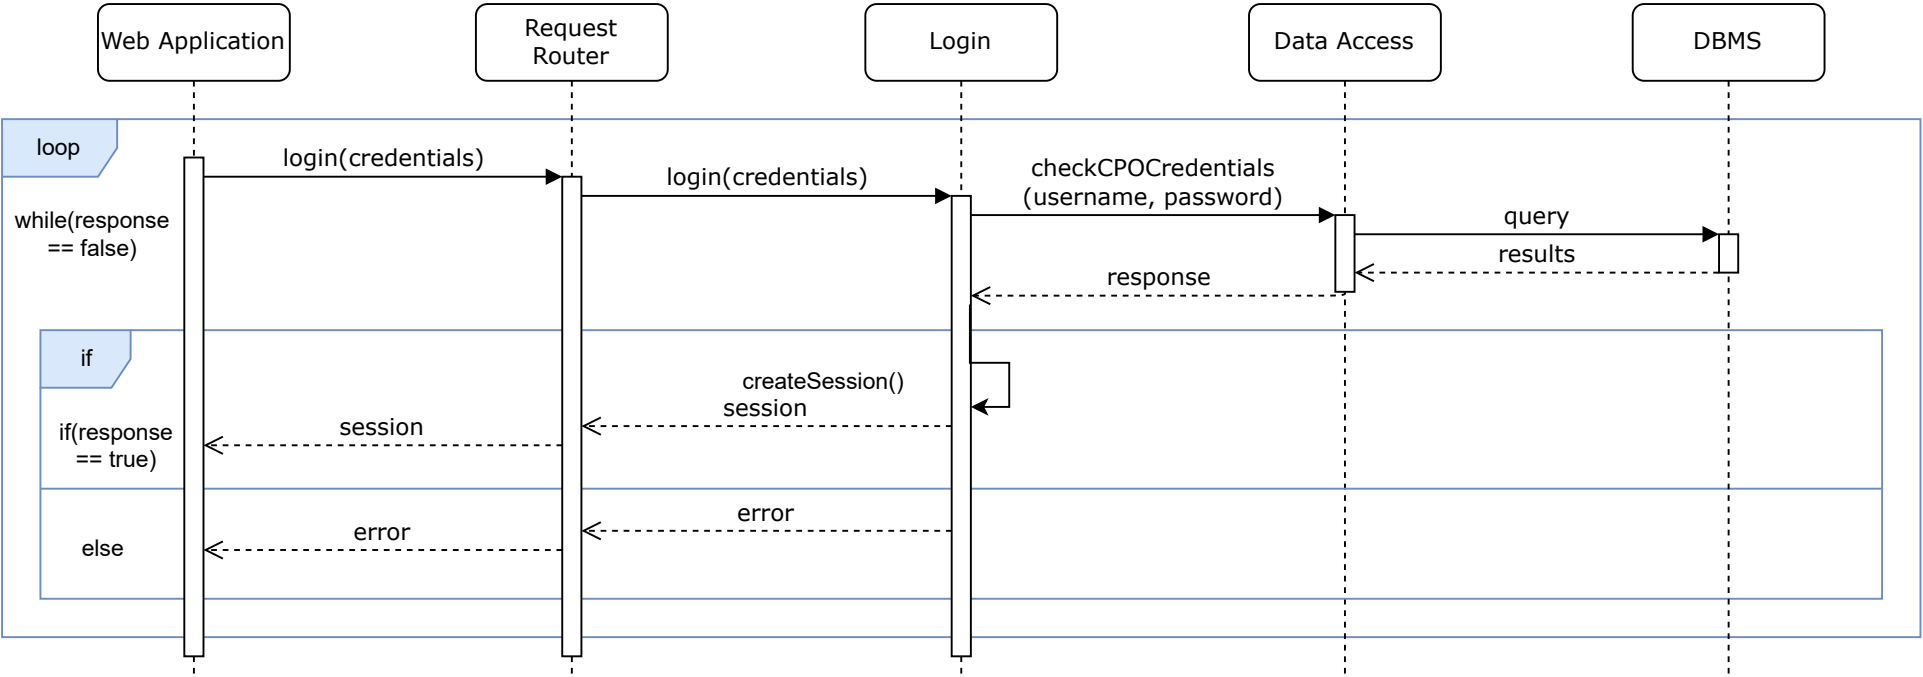 Web Application
Request
Router
Login
Data Access
DBMS
loop
while(response
== false)
login(credentials)
login(credentials)
checkCPOCredentials
(username, password)
query
results
response
if
if(response
== true)
createSession()
session
session
else
error
error